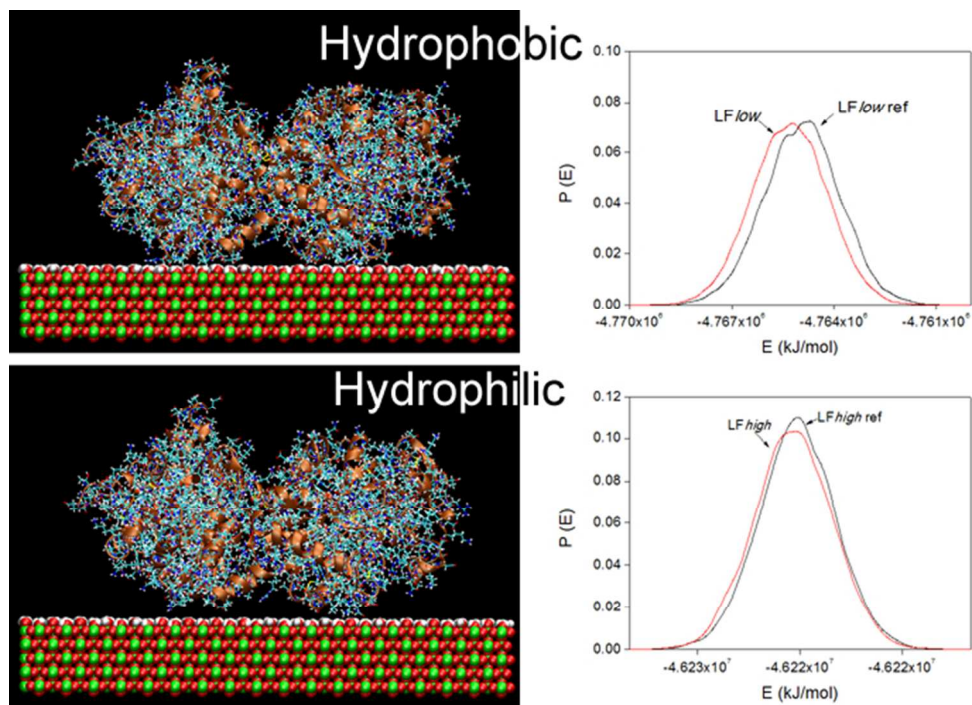 Hydrophobic
0.10
0.08
0.06
0.04
0.02
0.00
P (E)
LFlow
LFlow ref
-4.770x10⁶
-4.767x10⁶
-4.764x10⁶
-4.761x10⁶
E (kJ/mol)
Hydrophilic
0.12
0.10
0.08
0.06
0.04
0.02
0.00
P (E)
LFhigh
LFhigh ref
-4.623x10⁷
-4.622x10⁷
-4.622x10⁷
E (kJ/mol)